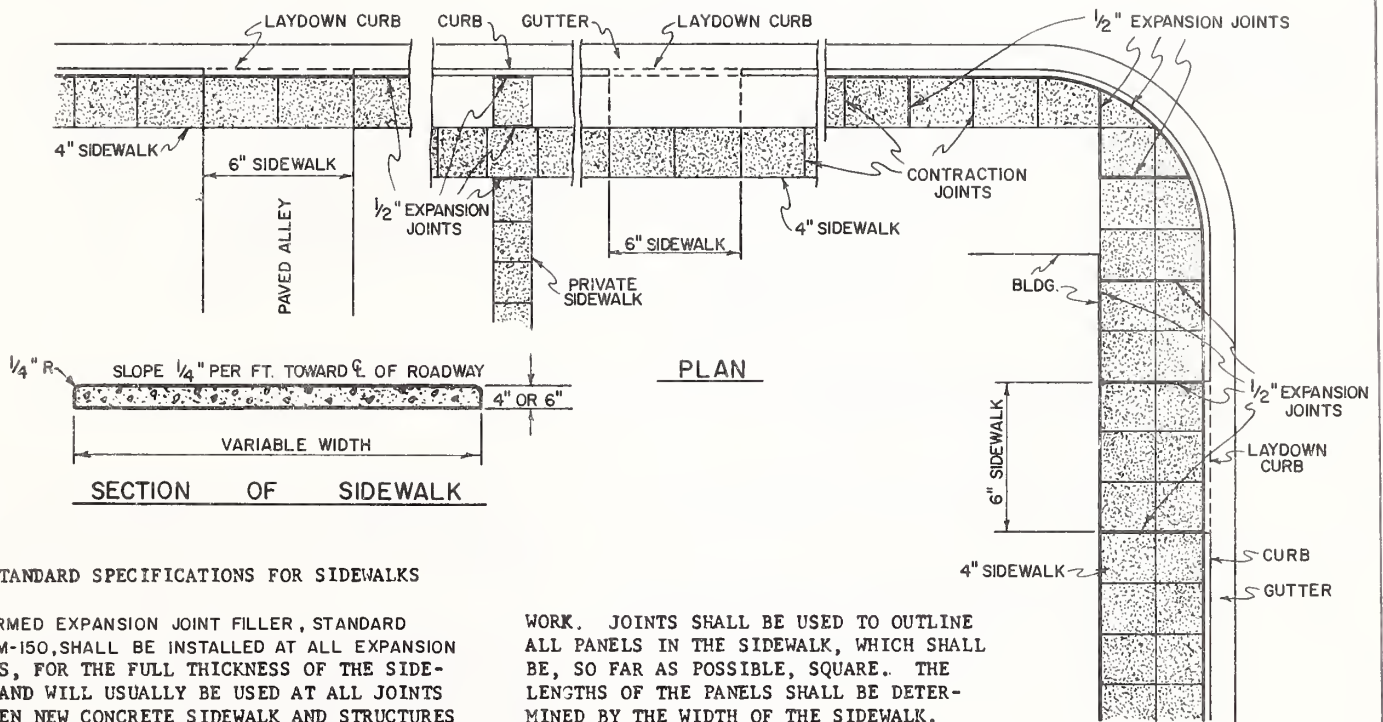 LAYDOWN CURB
CURB
GUTTER
LAYDOWN CURB
1/2" EXPANSION JOINTS
4" SIDEWALK
6" SIDEWALK
PAVED ALLEY
1/2" EXPANSION
JOINTS
6" SIDEWALK
4" SIDEWALK
CONTRACTION
JOINTS
PRIVATE
SIDEWALK
BLDG.
1/4" R
SLOPE 1/4" PER FT. TOWARD ℄ OF ROADWAY
4" OR 6"
VARIABLE WIDTH
SECTION OF SIDEWALK
PLAN
1/2" EXPANSION
JOINTS
6" SIDEWALK
LAYDOWN
CURB
4" SIDEWALK
CURB
GUTTER
TANDARD SPECIFICATIONS FOR SIDEWALKS
RMED EXPANSION JOINT FILLER, STANDARD
M-150, SHALL BE INSTALLED AT ALL EXPANSION
S, FOR THE FULL THICKNESS OF THE SIDE-
AND WILL USUALLY BE USED AT ALL JOINTS
EN NEW CONCRETE SIDEWALK AND STRUCTURES
WORK. JOINTS SHALL BE USED TO OUTLINE
ALL PANELS IN THE SIDEWALK, WHICH SHALL
BE, SO FAR AS POSSIBLE, SQUARE. THE
LENGTHS OF THE PANELS SHALL BE DETER-
MINED BY THE WIDTH OF THE SIDEWALK.